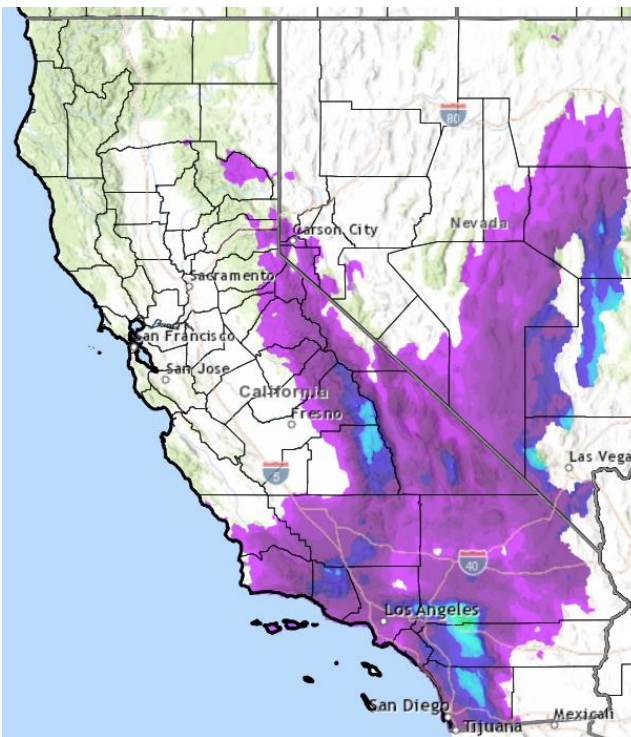 80
Nevada
Carson City
Sacramento
San Francisco
San Jose
California
Fresno
5
Las Vega
40
Los Angeles
San Diego
Mexicali
Tijuana